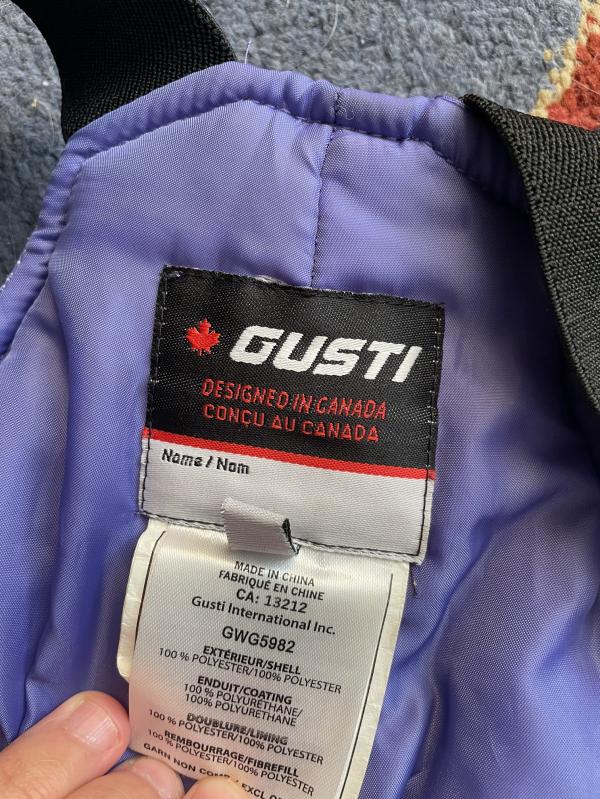 GUSTI
DESIGNED IN CANADA
CONÇU AU CANADA
Name / Nom
MADE IN CHINA
FABRIQUÉ EN CHINE
CA: 13212
Gusti International Inc.
GWG5982
EXTÉRIEUR/SHELL
100 % POLYESTER/100% POLYESTER
ENDUIT/COATING
100 % POLYURÉTHANE/
100% POLYURETHANE
DOUBLURE/LINING
100 % POLYESTER/100% POLYESTER
REMBOURRAGE/FIBREFILL
100 % POLYESTER/100% POLYESTER
GARN NON